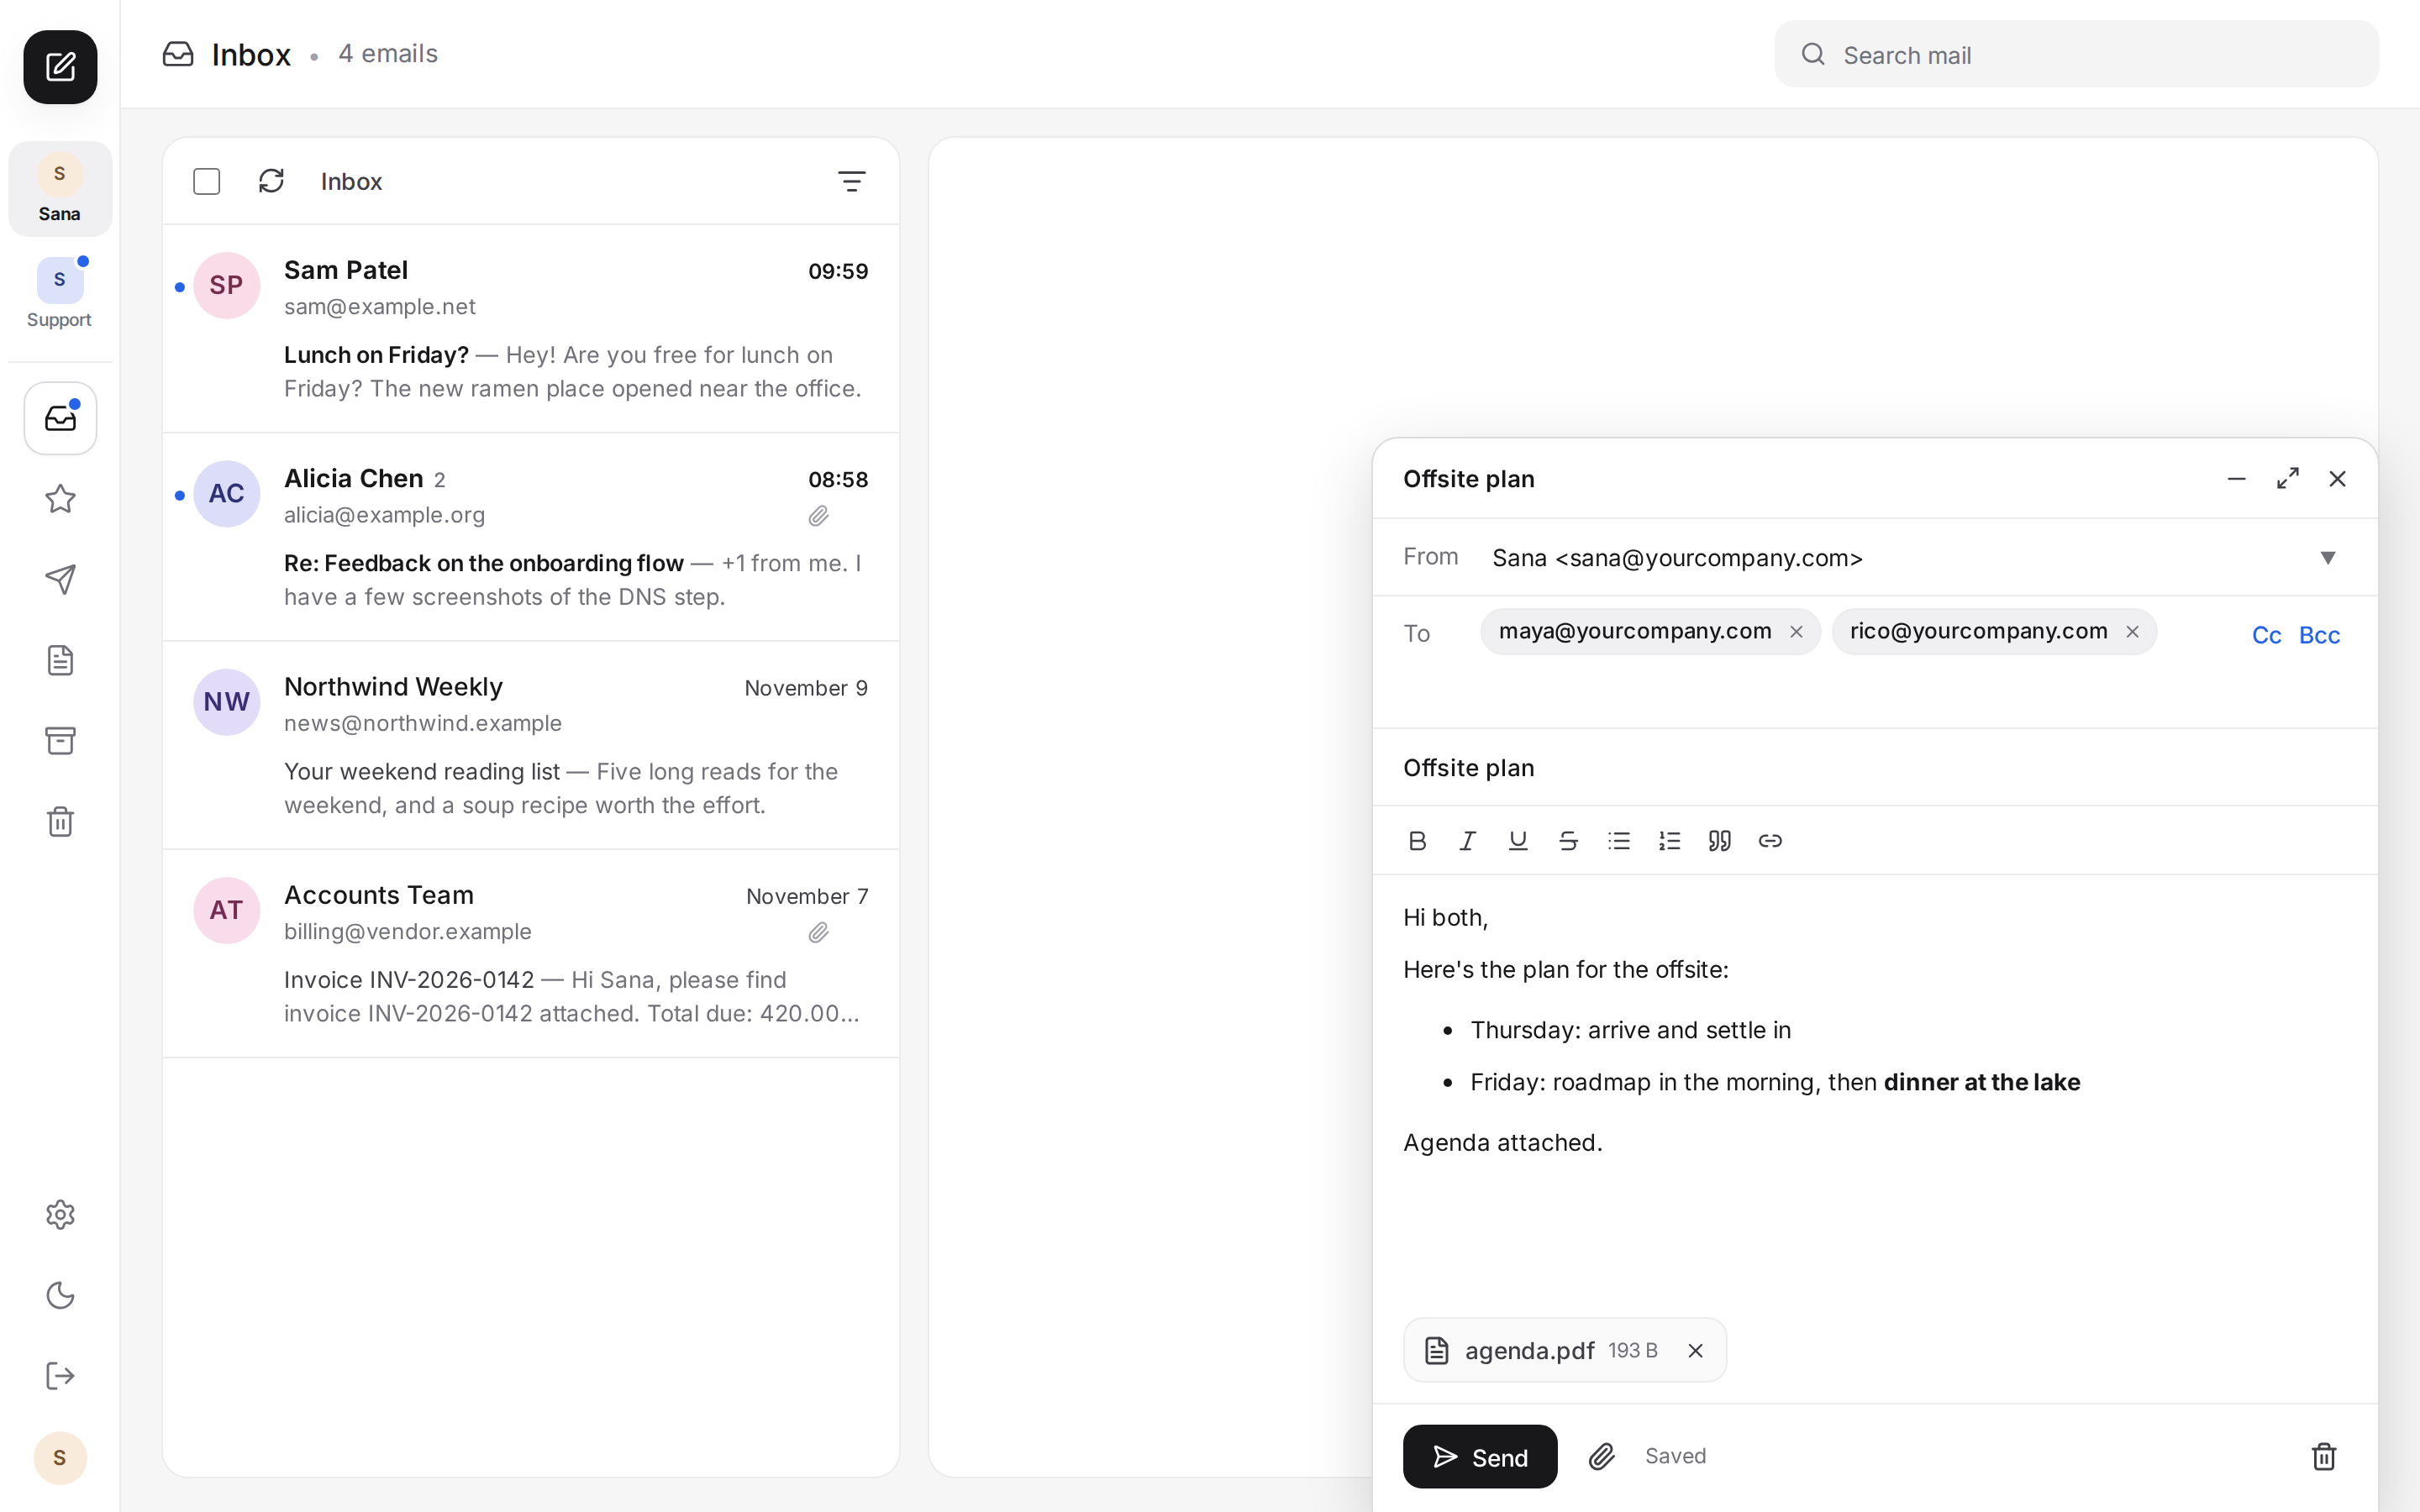 Inbox • 4 emails
Search mail
S
Sana
S
Support
S
Inbox
SP
Sam Patel 09:59
sam@example.net
Lunch on Friday? — Hey! Are you free for lunch on
Friday? The new ramen place opened near the office.
AC
Alicia Chen 2 08:58
alicia@example.org
Re: Feedback on the onboarding flow — +1 from me. I
have a few screenshots of the DNS step.
NW
Northwind Weekly November 9
news@northwind.example
Your weekend reading list — Five long reads for the
weekend, and a soup recipe worth the effort.
AT
Accounts Team November 7
billing@vendor.example
Invoice INV-2026-0142 — Hi Sana, please find
invoice INV-2026-0142 attached. Total due: 420.00...
Offsite plan
From Sana <sana@yourcompany.com>
To maya@yourcompany.com rico@yourcompany.com Cc Bcc
Offsite plan
Hi both,
Here's the plan for the offsite:
• Thursday: arrive and settle in
• Friday: roadmap in the morning, then dinner at the lake
Agenda attached.
agenda.pdf 193 B
Send Saved